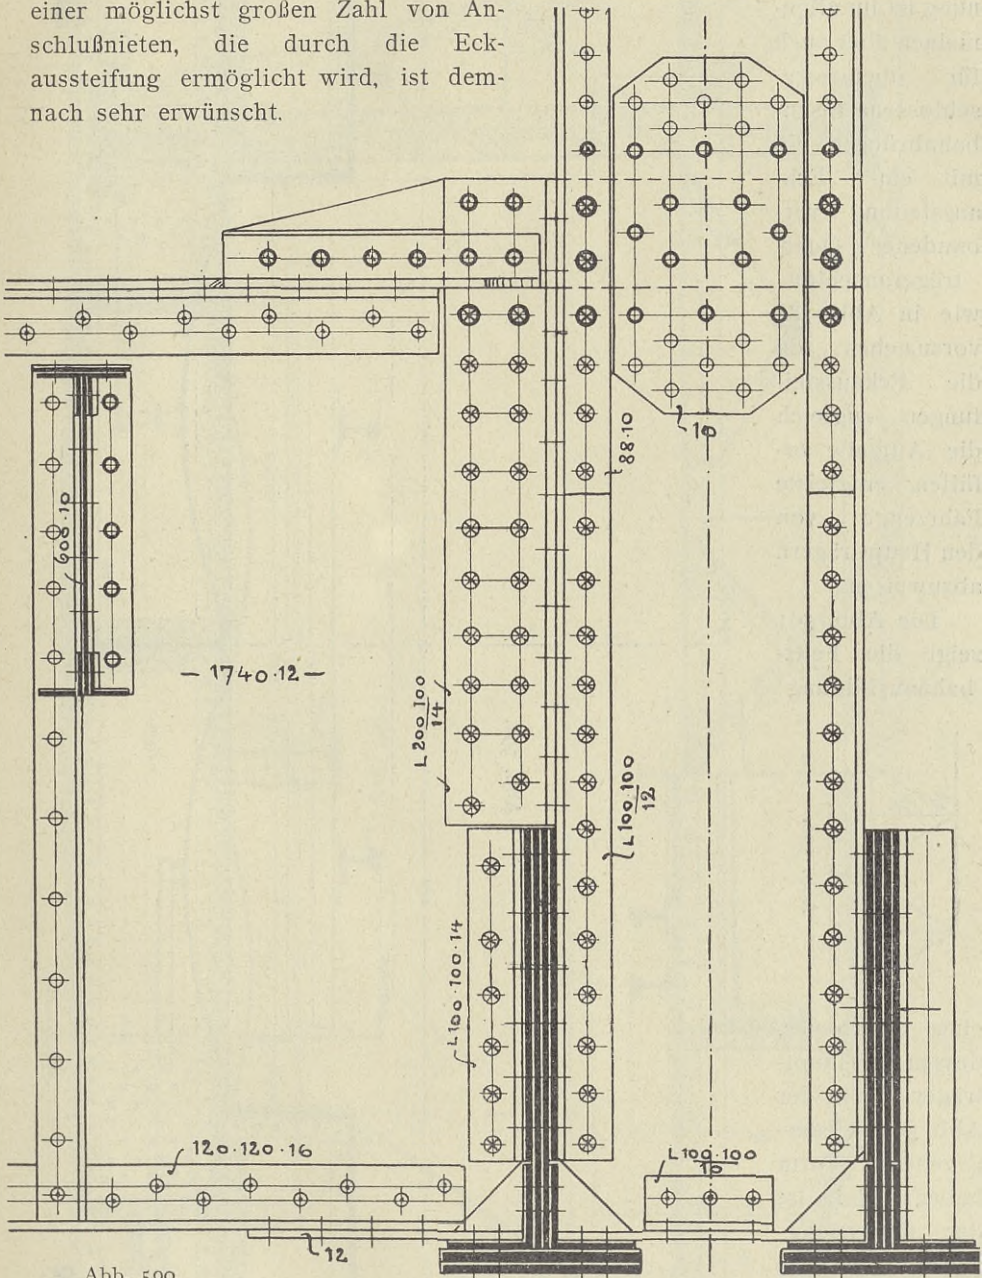 einer möglichst großen Zahl von An-
schlußnieten, die durch die Eck-
aussteifung ermöglicht wird, ist dem-
nach sehr erwünscht.
10
88·10
608·10
— 1740·12 —
L 200·100
14
L 100·100
12
L 100·100·14
120·120·16
L 100·100
10
12
Abb. 590